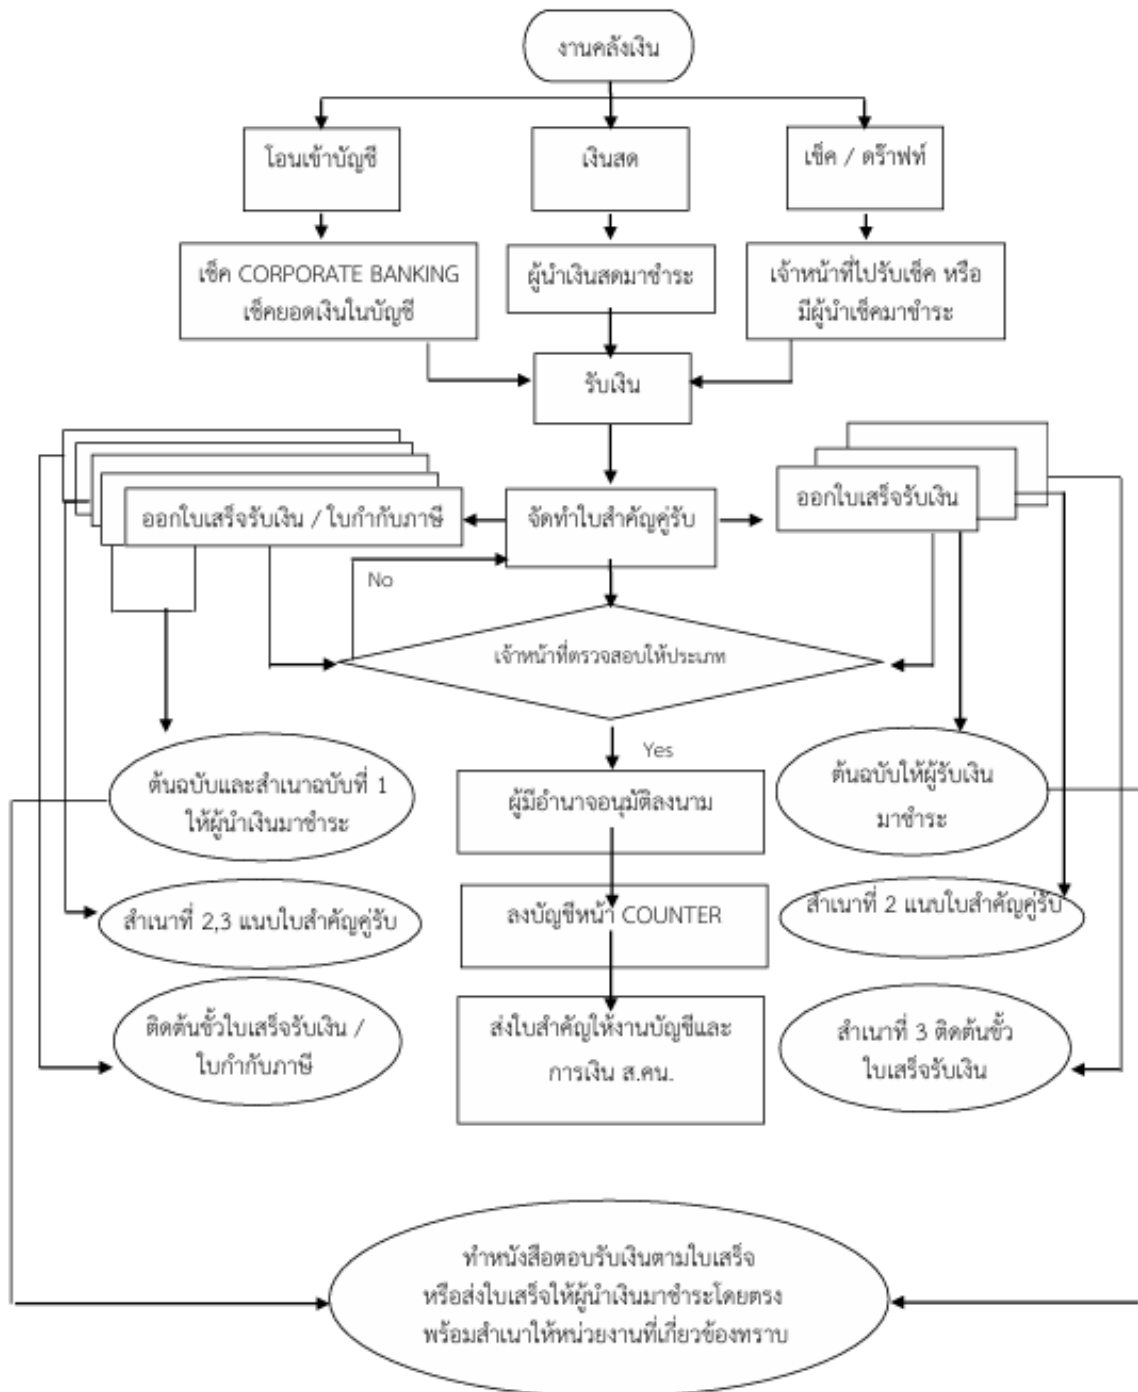 งานคลังเงิน
โอนเข้าบัญชี
เงินสด
เช็ค / ดร๊าฟท์
เช็ค CORPORATE BANKING
เช็คยอดเงินในบัญชี
ผู้นำเงินสดมาชำระ
เจ้าหน้าที่ไปรับเช็ค หรือ
มีผู้นำเช็คมาชำระ
รับเงิน
ออกใบเสร็จรับเงิน / ใบกำกับภาษี
จัดทำใบสำคัญคู่รับ
ออกใบเสร็จรับเงิน
No
เจ้าหน้าที่ตรวจสอบให้ประเภท
Yes
ต้นฉบับและสำเนาฉบับที่ 1
ให้ผู้นำเงินมาชำระ
ผู้มีอำนาจอนุมัติลงนาม
ต้นฉบับให้ผู้รับเงิน
มาชำระ
สำเนาที่ 2,3 แนบใบสำคัญคู่รับ
ลงบัญชีหน้า COUNTER
สำเนาที่ 2 แนบใบสำคัญคู่รับ
ติดต้นขั้วใบเสร็จรับเงิน /
ใบกำกับภาษี
ส่งใบสำคัญให้งานบัญชีและ
การเงิน ส.คน.
สำเนาที่ 3 ติดต้นขั้ว
ใบเสร็จรับเงิน
ทำหนังสือตอบรับเงินตามใบเสร็จ
หรือส่งใบเสร็จให้ผู้นำเงินมาชำระโดยตรง
พร้อมสำเนาให้หน่วยงานที่เกี่ยวข้องทราบ